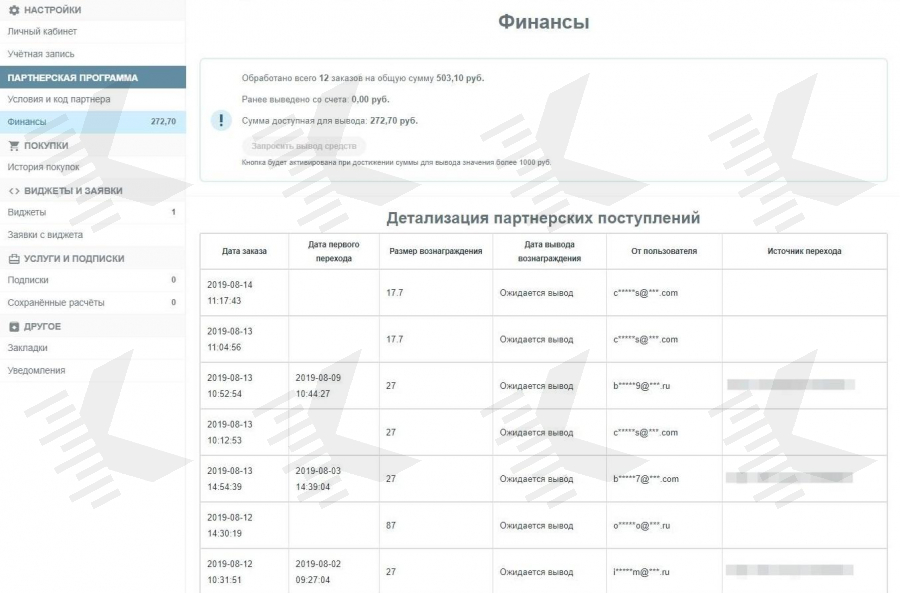 НАСТРОЙКИ
Личный кабинет
Учётная запись
ПАРТНЕРСКАЯ ПРОГРАММА
Условия и код партнера
Финансы 272,70
ПОКУПКИ
История покупок
ВИДЖЕТЫ И ЗАЯВКИ
Виджеты 1
Заявки с виджета
УСЛУГИ И ПОДПИСКИ
Подписки 0
Сохранённые расчёты 0
ДРУГОЕ
Закладки
Уведомления
Финансы
Обработано всего 12 заказов на общую сумму 503,10 руб.
Ранее выведено со счета: 0,00 руб.
Сумма доступная для вывода: 272,70 руб.
Запросить вывод средств
Кнопка будет активирована при достижении суммы для вывода значения более 1000 руб.
Детализация партнерских поступлений
Дата заказа Дата первого перехода Размер вознаграждения Дата вывода вознаграждения От пользователя Источник перехода
2019-08-14 11:17:43 17.7 Ожидается вывод c*****s@***.com
2019-08-13 11:04:56 17.7 Ожидается вывод c*****s@***.com
2019-08-13 10:52:54 2019-08-09 10:44:27 27 Ожидается вывод b*****9@***.ru
2019-08-13 10:12:53 27 Ожидается вывод c*****s@***.com
2019-08-13 14:54:39 2019-08-03 14:39:04 27 Ожидается вывод b*****7@***.com
2019-08-12 14:30:19 87 Ожидается вывод o*****o@***.ru
2019-08-12 10:31:51 2019-08-02 09:27:04 27 Ожидается вывод i*****m@***.ru